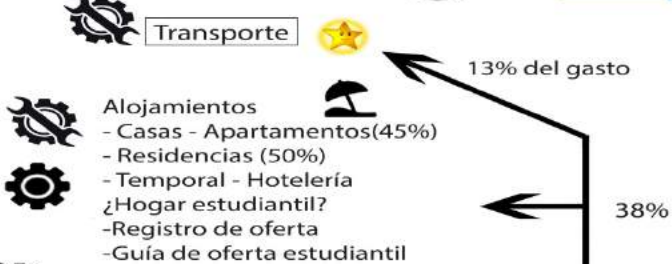 Transporte
13% del gasto
Alojamientos
- Casas - Apartamentos(45%)
- Residencias (50%)
- Temporal - Hotelería
¿Hogar estudiantil?
38%
-Registro de oferta
-Guía de oferta estudiantil